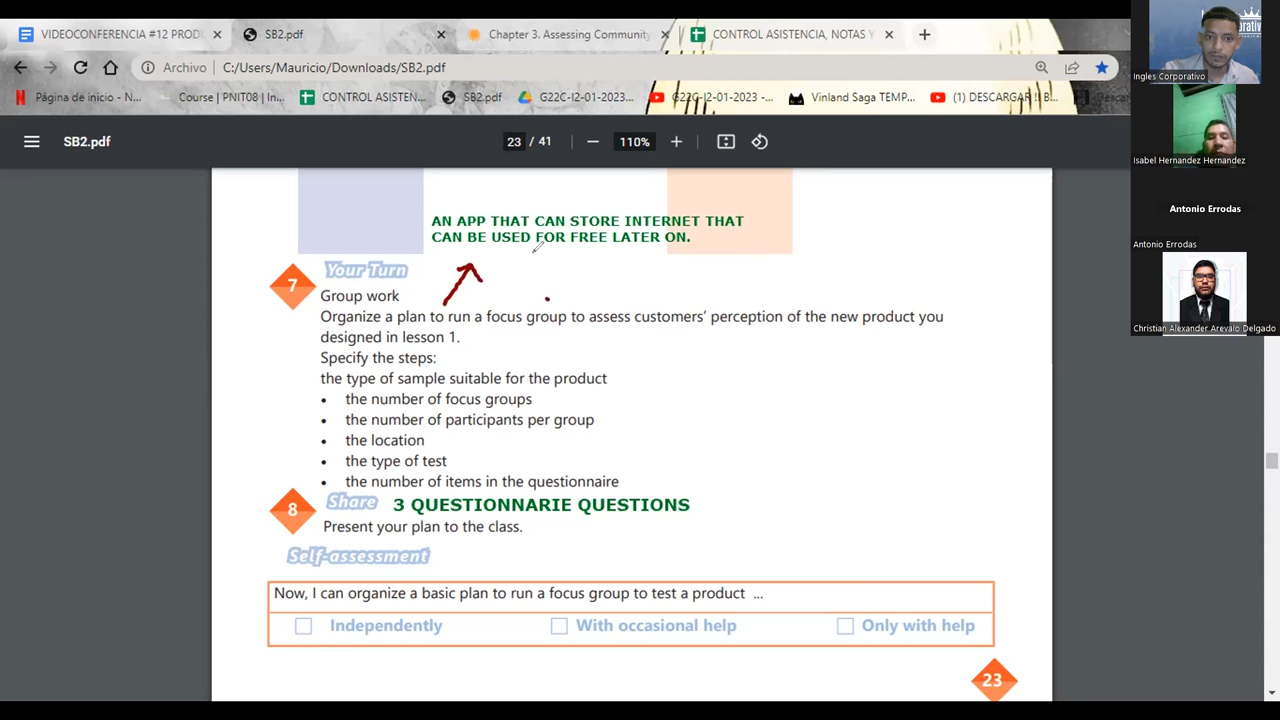 VIDEOCONFERENCIA #12 PROD
SB2.pdf
Chapter 3. Assessing Community
CONTROL ASISTENCIA, NOTAS Y
Archivo
C:/Users/Mauricio/Downloads/SB2.pdf
Página de inicio - N...
Course | PNIT08 | In...
CONTROL ASISTEN...
SB2.pdf
G22C-I2-01-2023 -...
G22C-I2-01-2023 -...
Vinland Saga TEMP...
(1) DESCARGAR !! B...
SB2.pdf
23 / 41
110%
AN APP THAT CAN STORE INTERNET THAT
CAN BE USED FOR FREE LATER ON.
7
Your Turn
Group work
Organize a plan to run a focus group to assess customers' perception of the new product you
designed in lesson 1.
Specify the steps:
the type of sample suitable for the product
• the number of focus groups
• the number of participants per group
• the location
• the type of test
• the number of items in the questionnaire
8
Share
3 QUESTIONNARIE QUESTIONS
Present your plan to the class.
Self-assessment
Now, I can organize a basic plan to run a focus group to test a product ...
Independently
With occasional help
Only with help
23
Ingles Corporativo
Isabel Hernandez Hernandez
Antonio Errodas
Antonio Errodas
Christian Alexander Arevalo Delgado